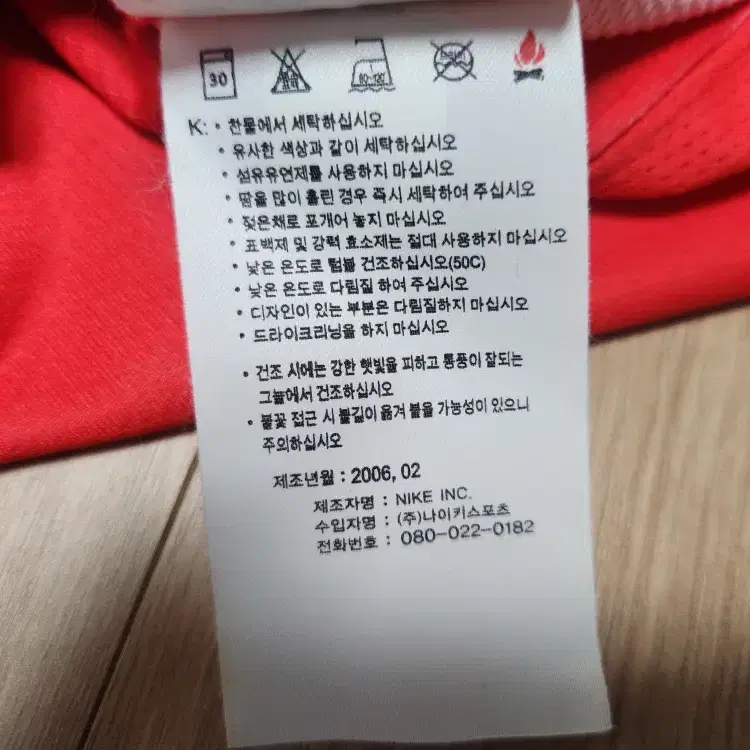 30
80-120
K: • 찬물에서 세탁하십시오
• 유사한 색상과 같이 세탁하십시오
• 섬유유연제를 사용하지 마십시오
• 땀을 많이 흘린 경우 즉시 세탁하여 주십시오
• 젖은채로 포개어 놓지 마십시오
• 표백제 및 강력 효소제는 절대 사용하지 마십시오
• 낮은 온도로 텀블 건조하십시오(50C)
• 낮은 온도로 다림질 하여 주십시오
• 디자인이 있는 부분은 다림질하지 마십시오
• 드라이크리닝을 하지 마십시오
• 건조 시에는 강한 햇빛을 피하고 통풍이 잘되는
그늘에서 건조하십시오
• 불꽃 접근 시 불길이 옮겨 붙을 가능성이 있으니
주의하십시오
제조년월 : 2006, 02
제조자명 : NIKE INC.
수입자명 : (주)나이키스포츠
전화번호 : 080-022-0182